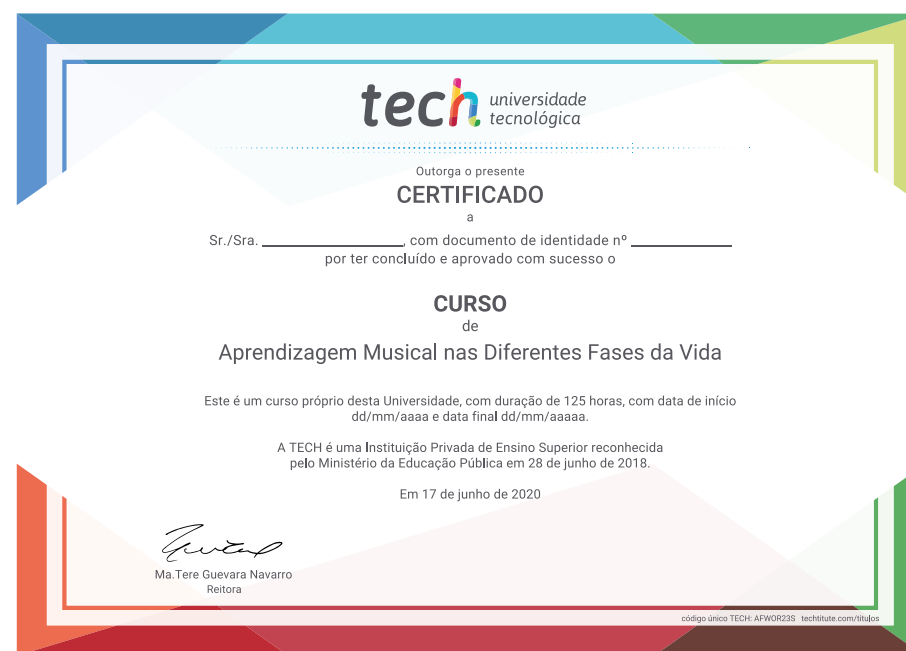 tech universidade
tecnológica
Outorga o presente
CERTIFICADO
a
Sr./Sra. ________________, com documento de identidade nº ____________
por ter concluído e aprovado com sucesso o
CURSO
de
Aprendizagem Musical nas Diferentes Fases da Vida
Este é um curso próprio desta Universidade, com duração de 125 horas, com data de início
dd/mm/aaaa e data final dd/mm/aaaaa.
A TECH é uma Instituição Privada de Ensino Superior reconhecida
pelo Ministério da Educação Pública em 28 de junho de 2018.
Em 17 de junho de 2020
Ma.Tere Guevara Navarro
Reitora
código único TECH: AFWOR23S techtitute.com/titulos